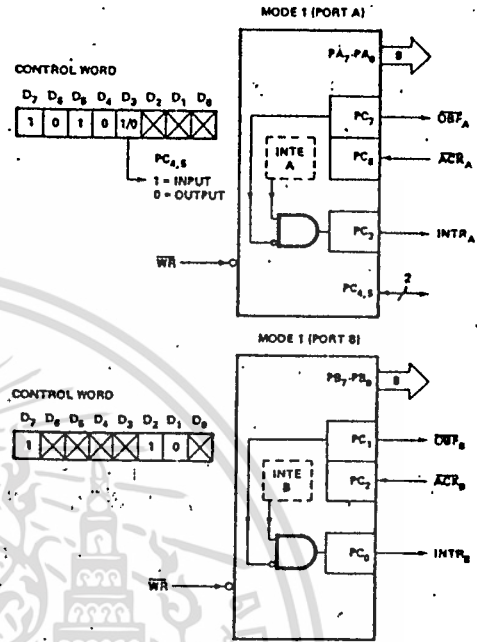 MODE 1 (PORT A)
CONTROL WORD
D7 D6 D5 D4 D3 D2 D1 D0
1 0 1 0 1/0
PC4,5
1 = INPUT
0 = OUTPUT
PA7-PA0
8
PC7
OBFA
INTE
A
PC6
ACKA
PC3
INTRA
WR
PC4,5
2
MODE 1 (PORT B)
CONTROL WORD
D7 D6 D5 D4 D3 D2 D1 D0
1 1 0
PB7-PB0
8
PC1
OBFB
INTE
B
PC2
ACKB
PC0
INTRB
WR